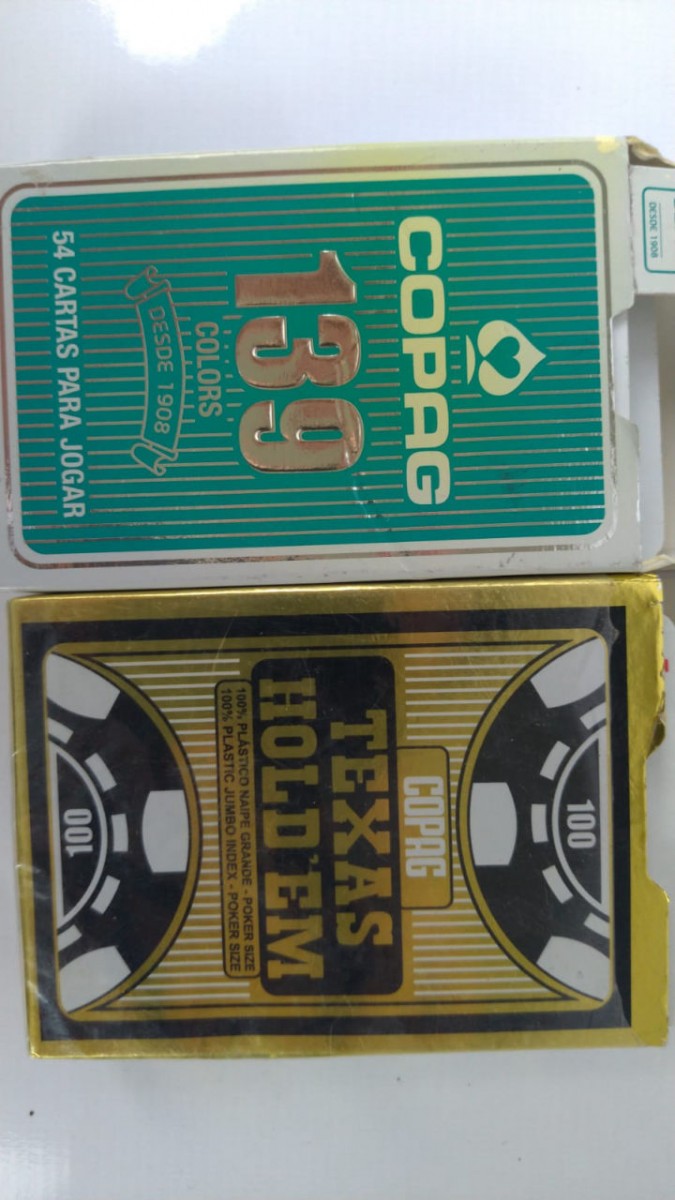 COPAG
139
COLORS
DESDE 1908
54 CARTAS PARA JOGAR
DESDE 1908
100
COPAG
TEXAS
HOLD'EM
100% PLÁSTICO NAIPE GRANDE - POKER SIZE
100% PLASTIC JUMBO INDEX - POKER SIZE
100